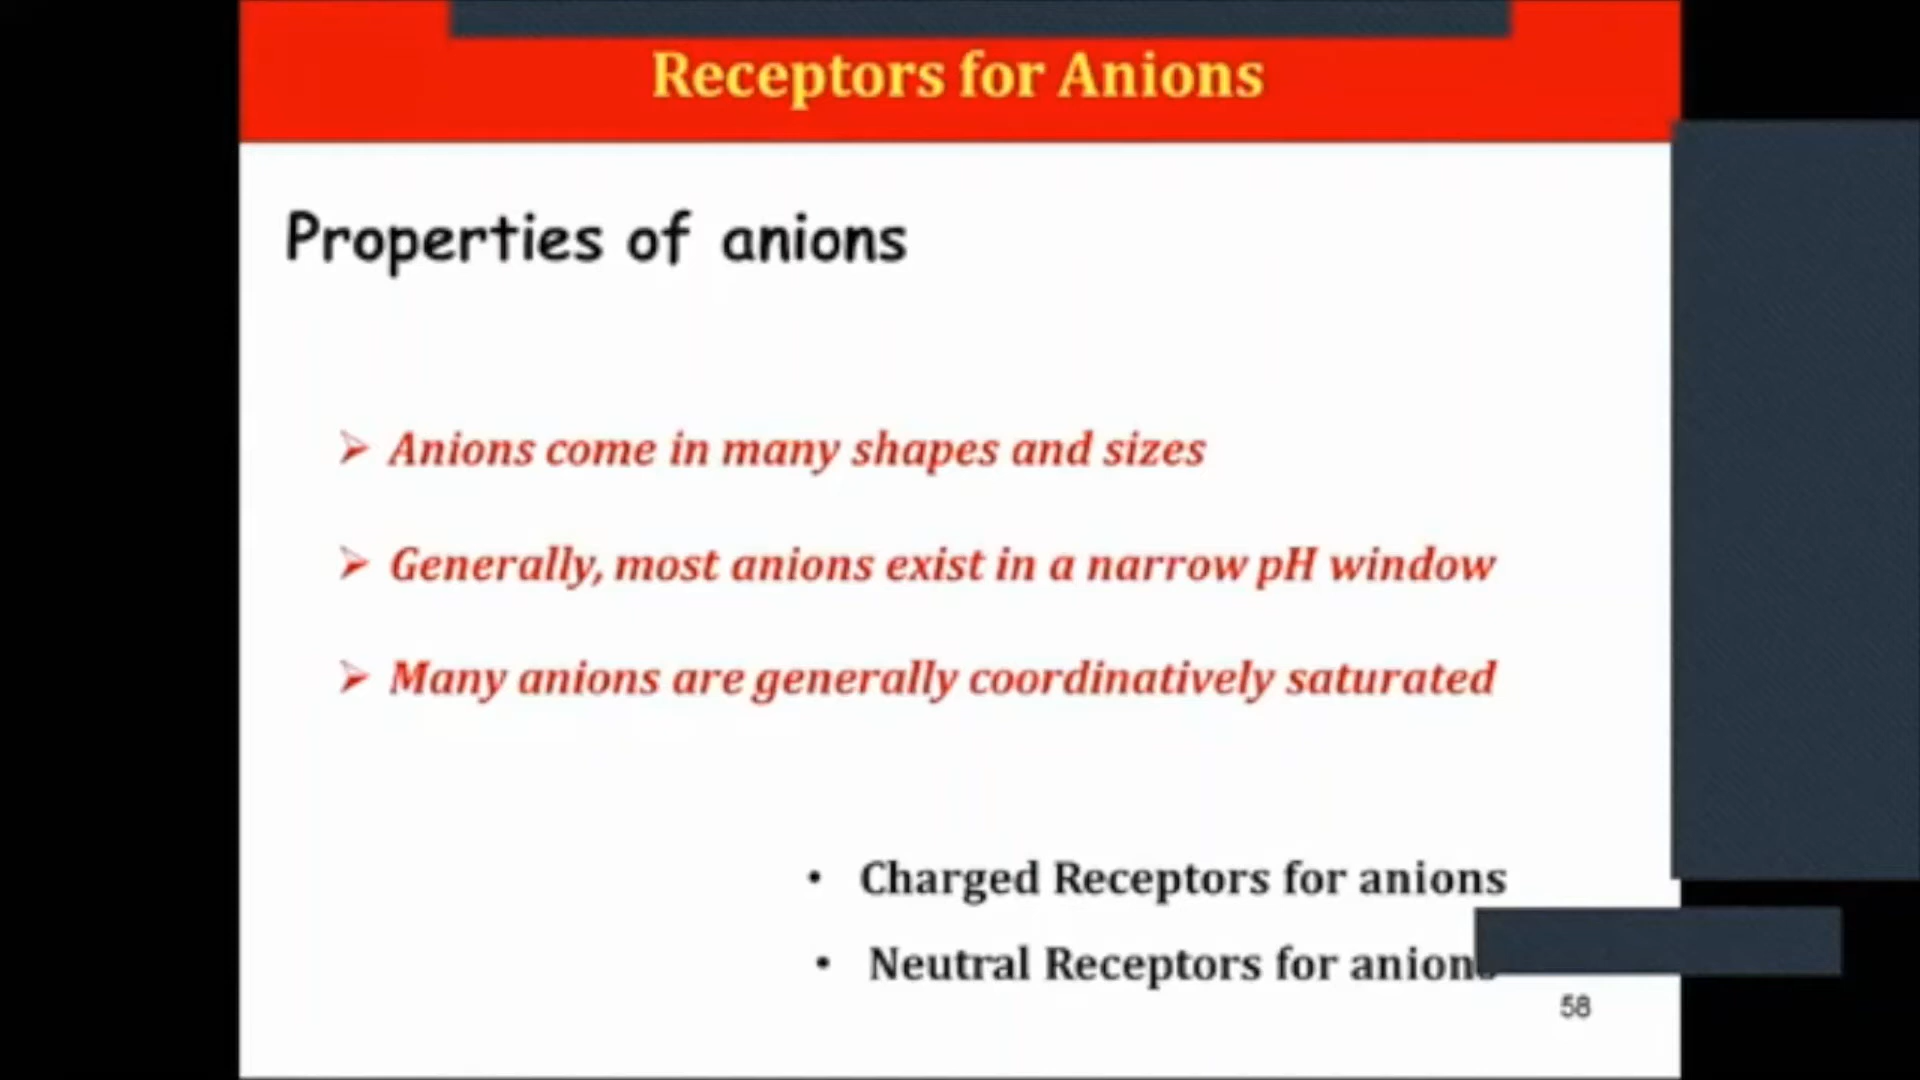 Receptors for Anions
Properties of anions
➢ Anions come in many shapes and sizes
➢ Generally, most anions exist in a narrow pH window
➢ Many anions are generally coordinatively saturated
• Charged Receptors for anions
• Neutral Receptors for anions
58